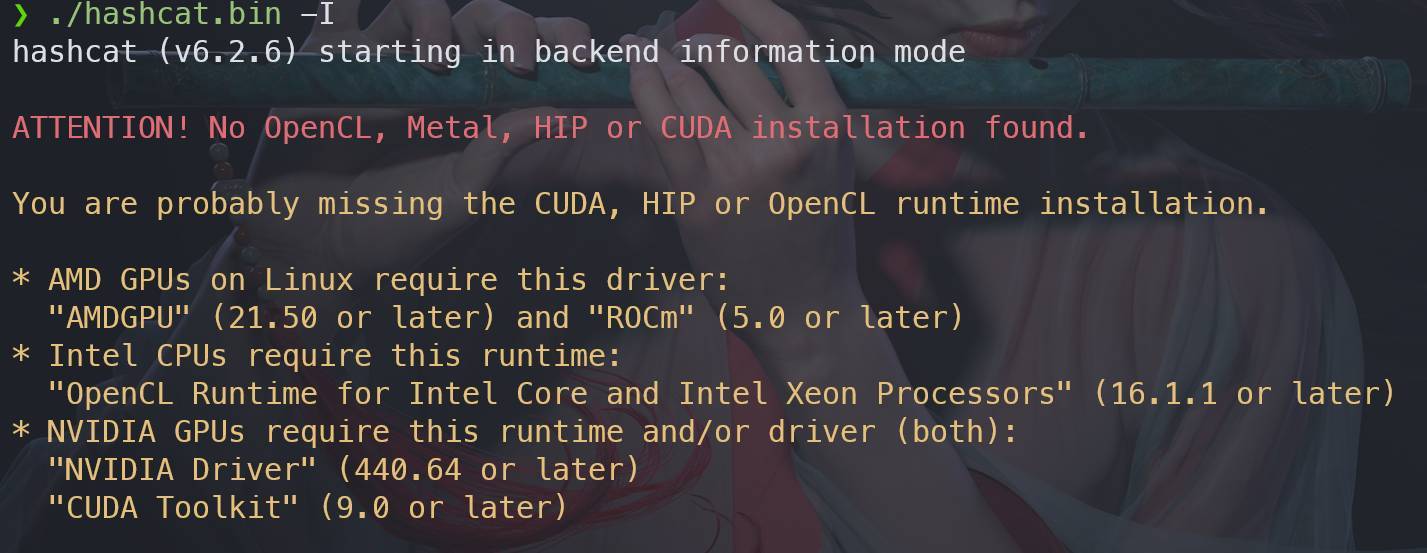 ❯ ./hashcat.bin -I
hashcat (v6.2.6) starting in backend information mode
ATTENTION! No OpenCL, Metal, HIP or CUDA installation found.
You are probably missing the CUDA, HIP or OpenCL runtime installation.
* AMD GPUs on Linux require this driver:
"AMDGPU" (21.50 or later) and "ROCm" (5.0 or later)
* Intel CPUs require this runtime:
"OpenCL Runtime for Intel Core and Intel Xeon Processors" (16.1.1 or later)
* NVIDIA GPUs require this runtime and/or driver (both):
"NVIDIA Driver" (440.64 or later)
"CUDA Toolkit" (9.0 or later)